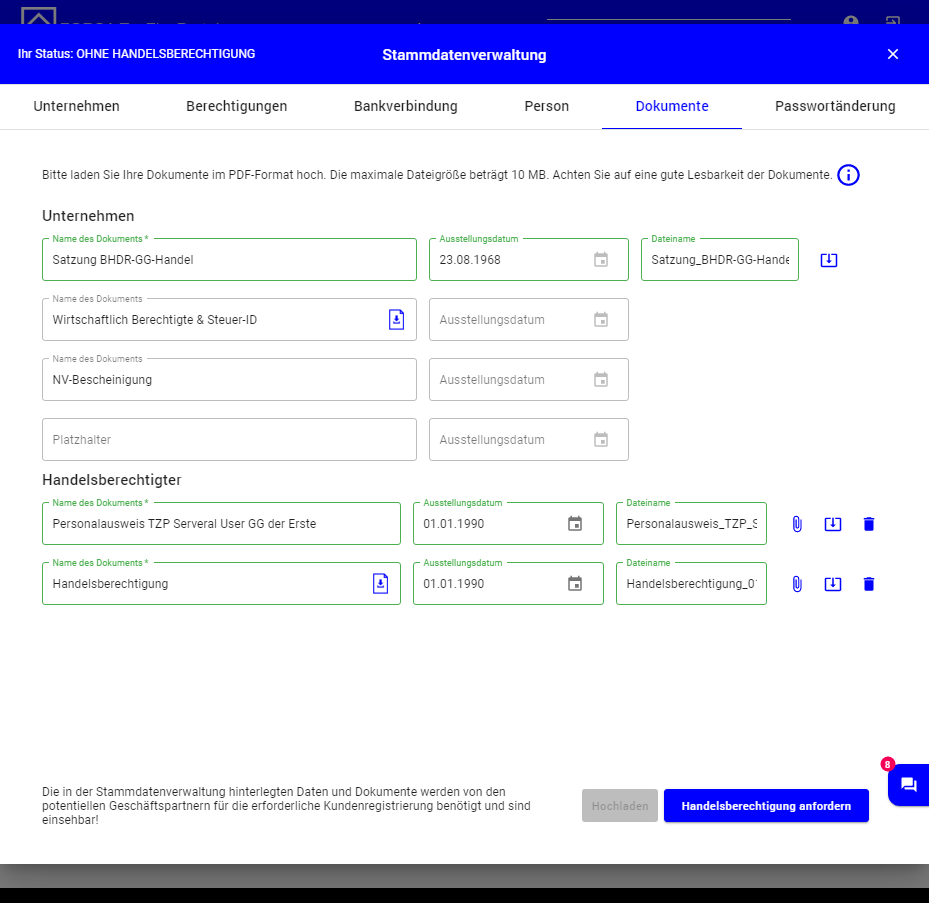 Ihr Status: OHNE HANDELSBERECHTIGUNG
Stammdatenverwaltung
Unternehmen Berechtigungen Bankverbindung Person Dokumente Passwortänderung
Bitte laden Sie Ihre Dokumente im PDF-Format hoch. Die maximale Dateigröße beträgt 10 MB. Achten Sie auf eine gute Lesbarkeit der Dokumente.
Unternehmen
Name des Dokuments * Ausstellungsdatum Dateiname
Satzung BHDR-GG-Handel 23.08.1968 Satzung_BHDR-GG-Hande
Name des Dokuments
Wirtschaftlich Berechtigte & Steuer-ID Ausstellungsdatum
Name des Dokuments
NV-Bescheinigung Ausstellungsdatum
Platzhalter Ausstellungsdatum
Handelsberechtigter
Name des Dokuments * Ausstellungsdatum Dateiname
Personalausweis TZP Serveral User GG der Erste 01.01.1990 Personalausweis_TZP_S
Name des Dokuments * Ausstellungsdatum Dateiname
Handelsberechtigung 01.01.1990 Handelsberechtigung_0
8
Die in der Stammdatenverwaltung hinterlegten Daten und Dokumente werden von den
potentiellen Geschäftspartnern für die erforderliche Kundenregistrierung benötigt und sind
einsehbar!
Hochladen Handelsberechtigung anfordern